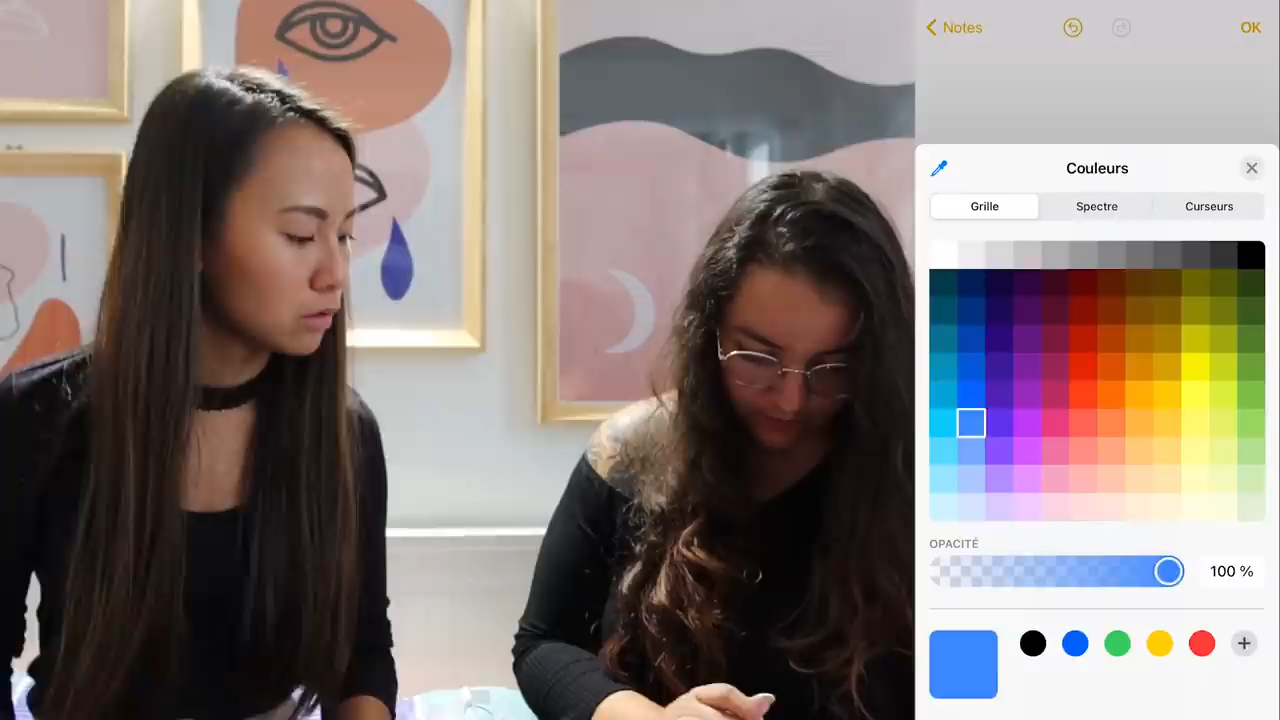 Notes
OK
Couleurs
Grille
Spectre
Curseurs
OPACITÉ
100 %